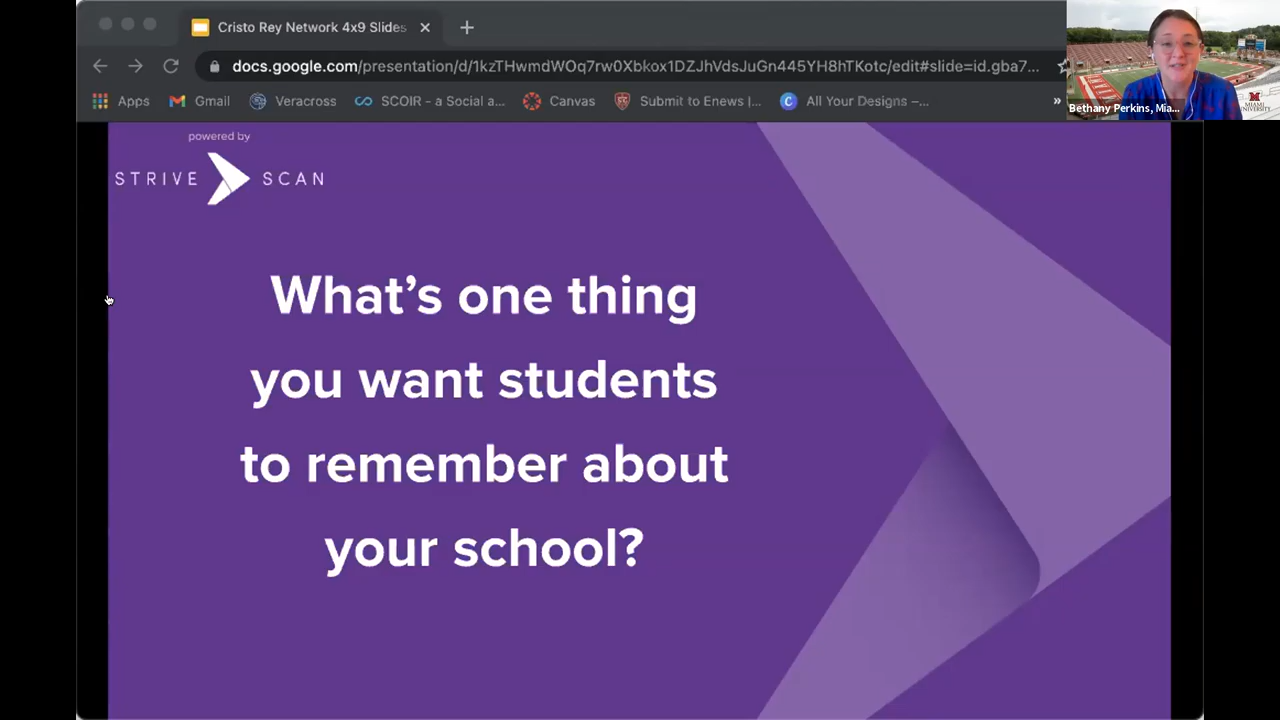 Cristo Rey Network 4x9 Slides
docs.google.com/presentation/d/1kzTHwmdWOq7rw0Xbkox1DZJhVdsJuGn445YH8hTKotc/edit#slide=id.gba7...
Apps
Gmail
Veracross
SCOIR - a Social a...
Canvas
Submit to Enews |...
All Your Designs –...
»
Bethany Perkins, Mia...
MIAMI
UNIVERSITY
powered by
STRIVE SCAN
What's one thing
you want students
to remember about
your school?